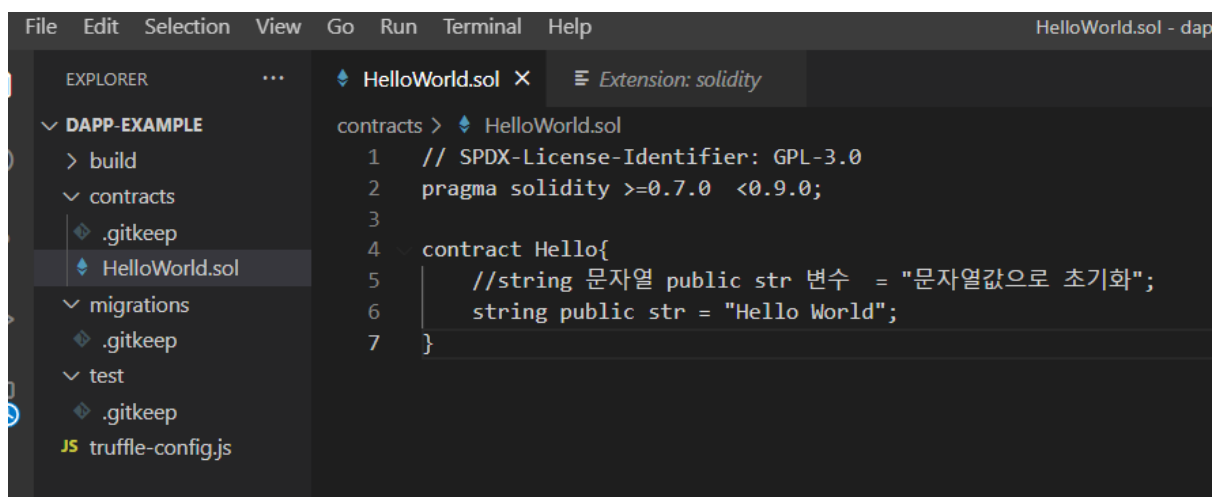 File Edit Selection View Go Run Terminal Help HelloWorld.sol - dap
EXPLORER ...
HelloWorld.sol ×
Extension: solidity
DAPP-EXAMPLE
build
contracts
.gitkeep
HelloWorld.sol
migrations
.gitkeep
test
.gitkeep
JS truffle-config.js
contracts > HelloWorld.sol
1 // SPDX-License-Identifier: GPL-3.0
2 pragma solidity >=0.7.0  <0.9.0;
3
4 contract Hello{
5     //string 문자열 public str 변수  = "문자열값으로 초기화";
6     string public str = "Hello World";
7 }